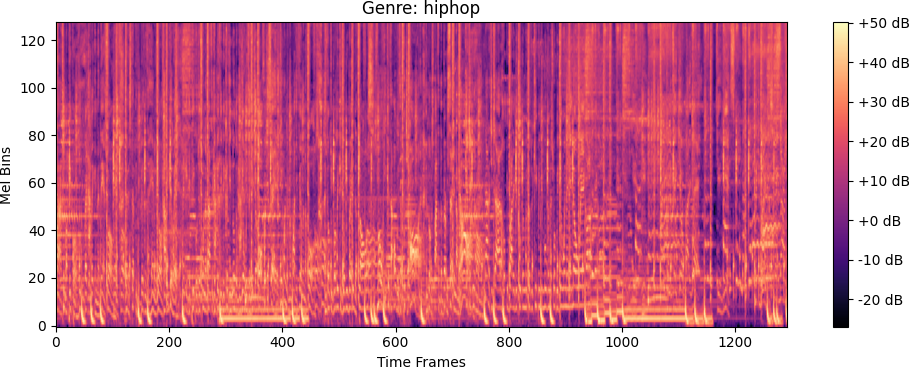 Genre: hiphop
Mel Bins
120
100
80
60
40
20
0
0 200 400 600 800 1000 1200
Time Frames
+50 dB
+40 dB
+30 dB
+20 dB
+10 dB
+0 dB
-10 dB
-20 dB